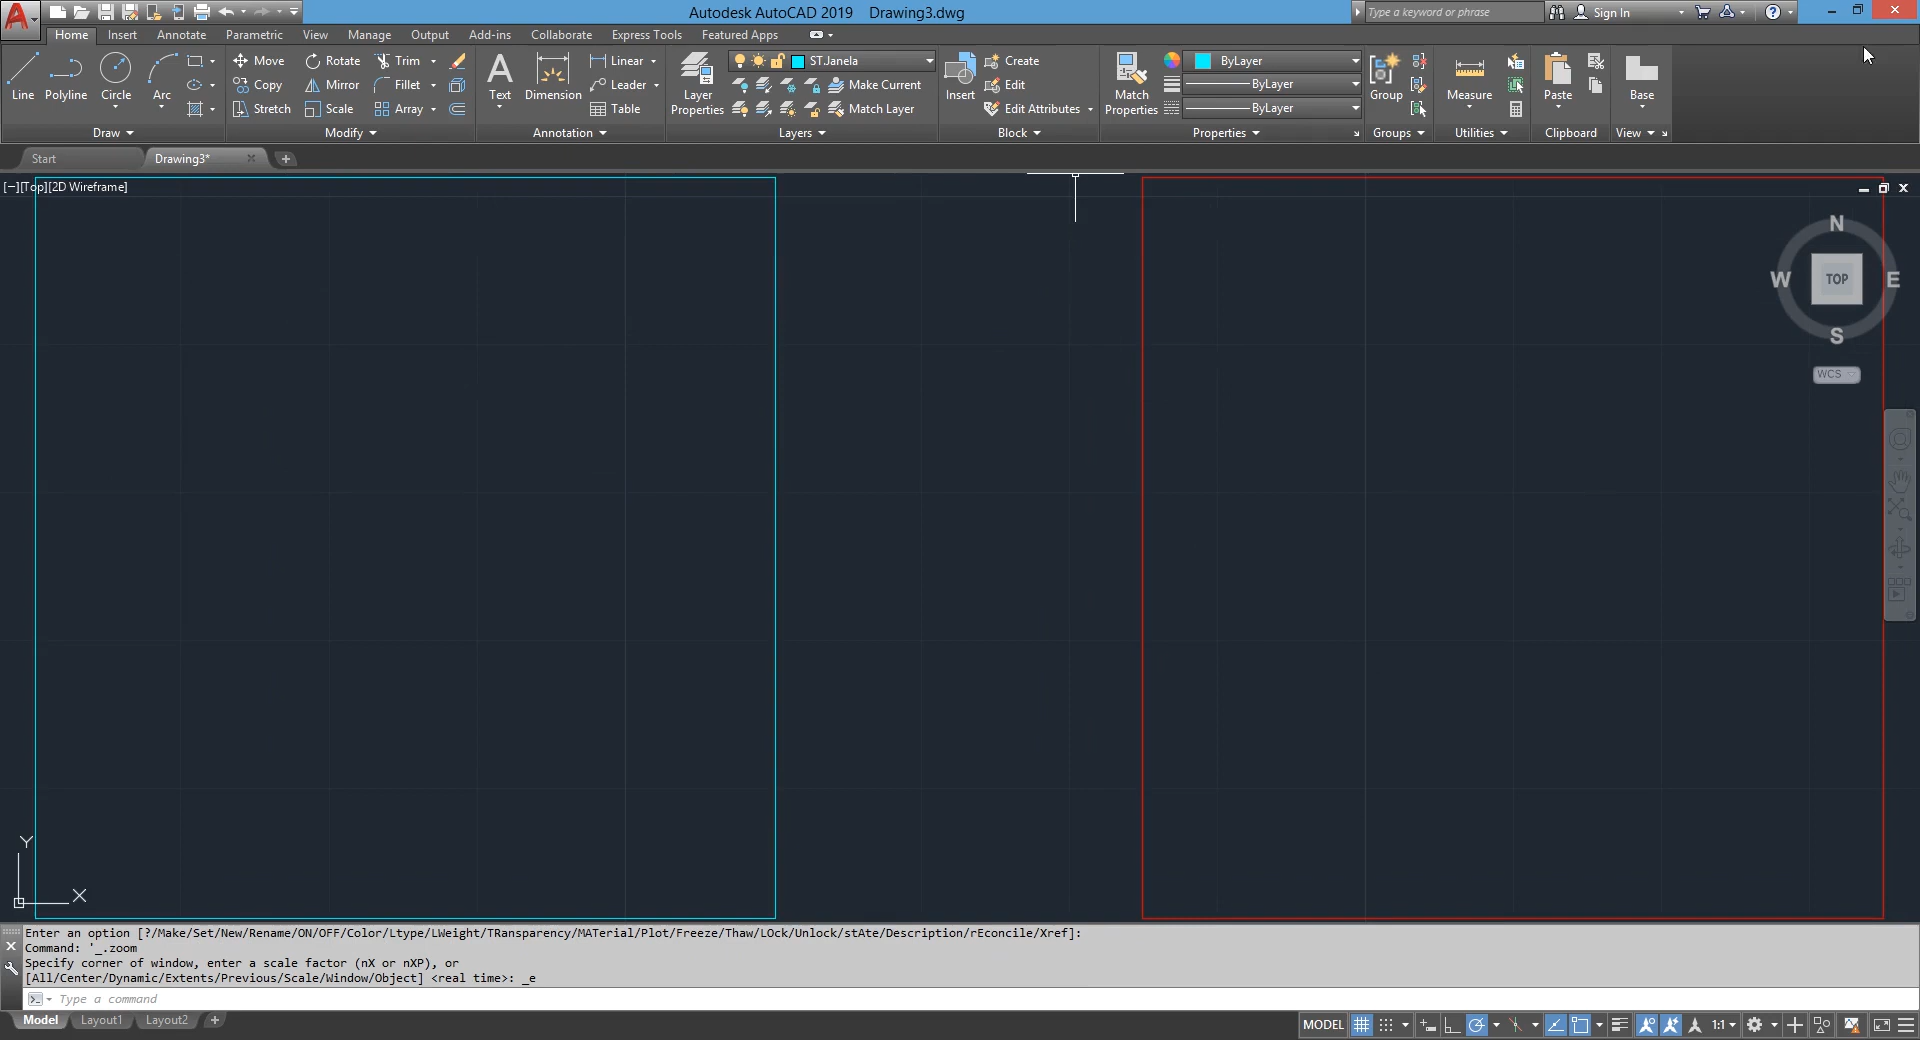 Autodesk AutoCAD 2019 Drawing3.dwg
Type a keyword or phrase
Sign In
Home Insert Annotate Parametric View Manage Output Add-ins Collaborate Express Tools Featured Apps
Line Polyline Circle Arc
Move Rotate Trim
Copy Mirror Fillet
Stretch Scale Array
Text Dimension
Linear
Leader
Table
Layer Properties
ST.Janela
Make Current
Match Layer
Insert
Create
Edit
Edit Attributes
Match Properties
ByLayer
ByLayer
ByLayer
Group
Measure
Paste
Base
Draw Modify Annotation Layers Block Properties Groups Utilities Clipboard View
Start Drawing3*
[−][Top][2D Wireframe]
N
W TOP E
S
WCS
Y
X
Enter an option [?/Make/Set/New/Rename/ON/OFF/Color/Ltype/LWeight/TRansparency/MATerial/Plot/Freeze/Thaw/LOck/Unlock/stAte/Description/rEconcile/Xref]:
Command: '_.zoom
Specify corner of window, enter a scale factor (nX or nXP), or
[All/Center/Dynamic/Extents/Previous/Scale/Window/Object] <real time>: _e
Type a command
Model Layout1 Layout2 +
MODEL 1:1